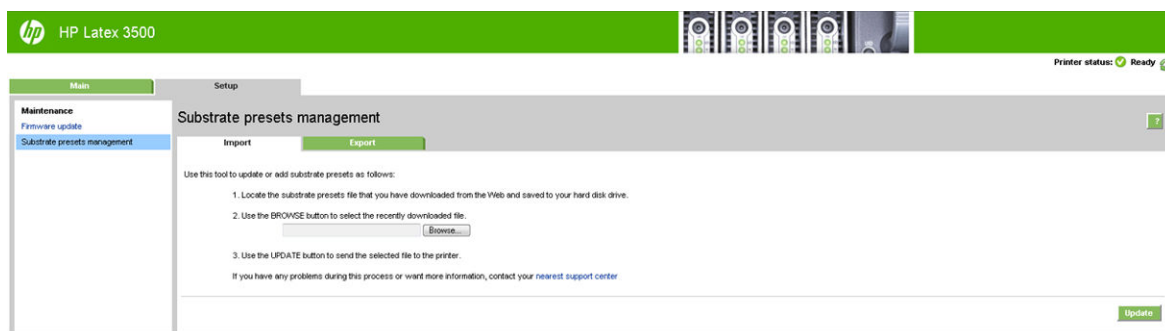 hp HP Latex 3500
Printer status: Ready
Main Setup
Maintenance
Firmware update
Substrate presets management
Substrate presets management
?
Import Export
Use this tool to update or add substrate presets as follows:
1. Locate the substrate presets file that you have downloaded from the Web and saved to your hard disk drive.
2. Use the BROWSE button to select the recently downloaded file.
Browse...
3. Use the UPDATE button to send the selected file to the printer.
If you have any problems during this process or want more information, contact your nearest support center
Update